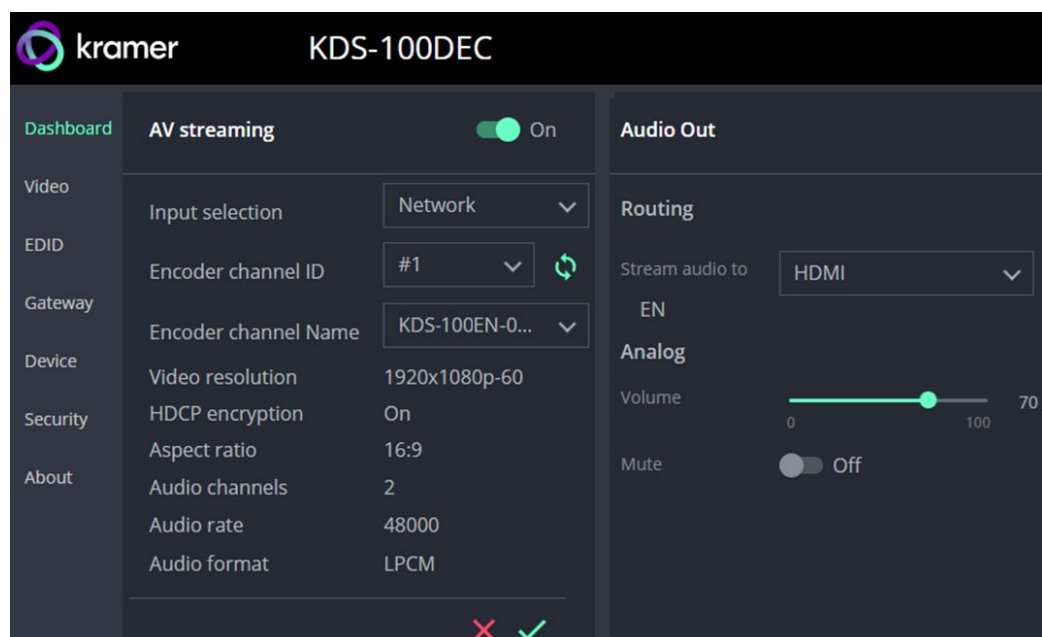 kramer
KDS-100DEC
Dashboard
Video
EDID
Gateway
Device
Security
About
AV streaming
On
Input selection
Network
Encoder channel ID
#1
Encoder channel Name
KDS-100EN-0...
Video resolution
1920x1080p-60
HDCP encryption
On
Aspect ratio
16:9
Audio channels
2
Audio rate
48000
Audio format
LPCM
Audio Out
Routing
Stream audio to
HDMI
EN
Analog
Volume
70
0
100
Mute
Off